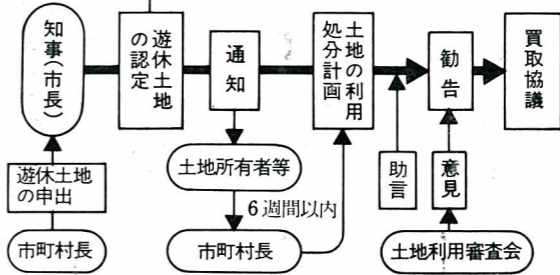 知事(市長)
遊休土地
の認定
通知
土地の利用
処分計画
勧告
買取協議
遊休土地
の申出
市町村長
土地所有者等
6週間以内
市町村長
助言
意見
土地利用審査会